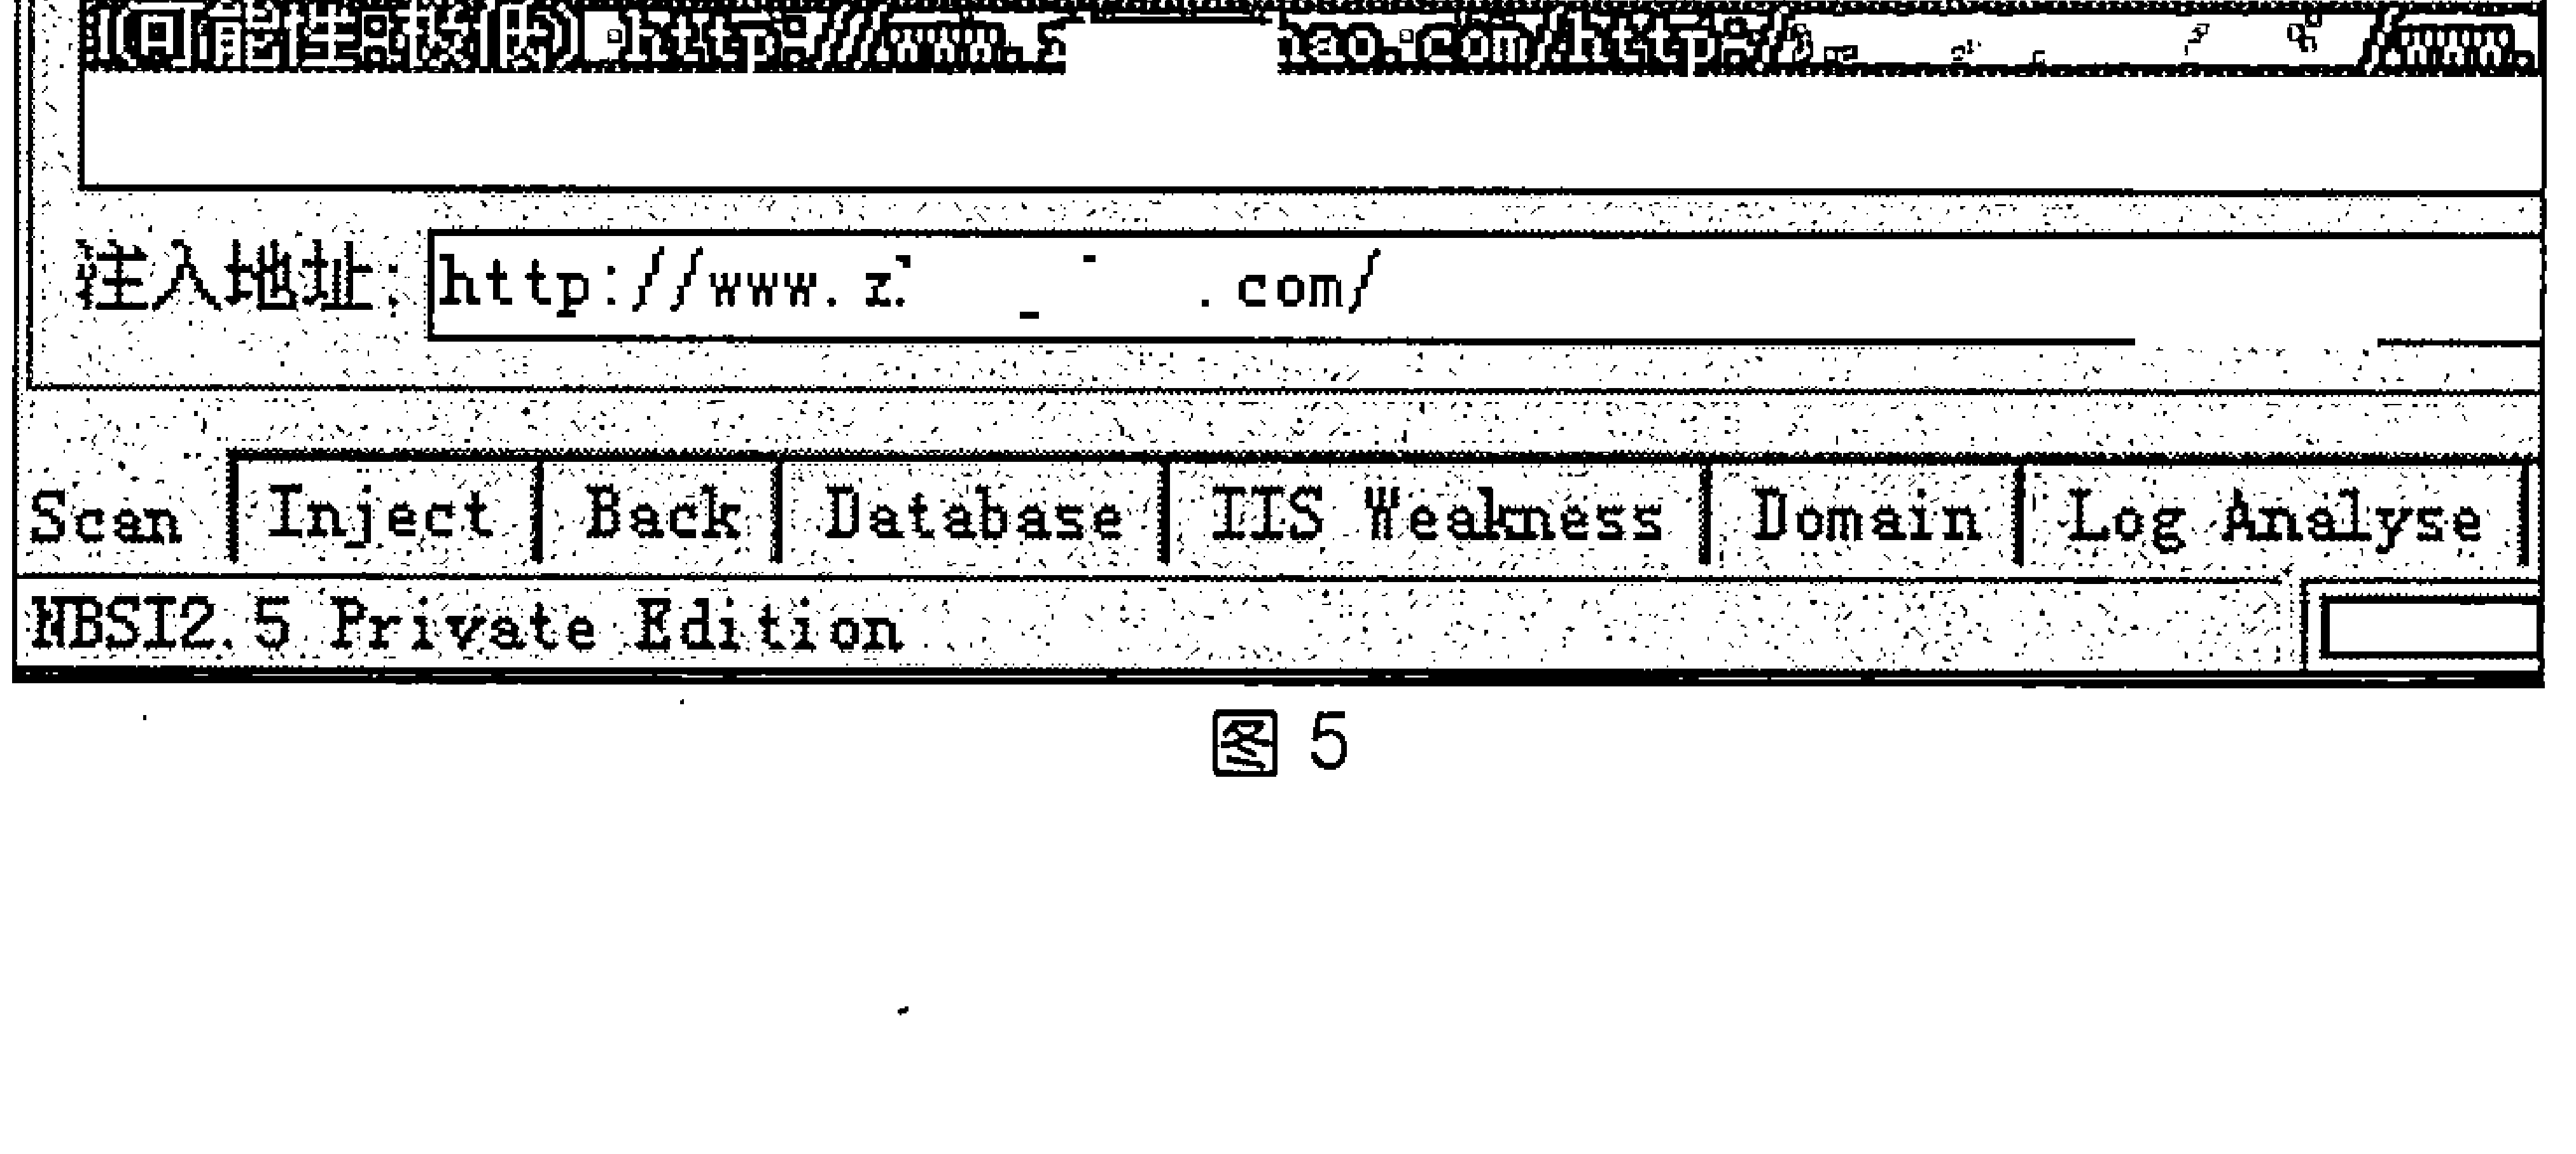 (可能性:较低) http://www.z ao.com/http:/ /www.
注入地址: http://www.z .com/
Scan Inject Back Database IIS Weakness Domain Log Analyse
NBSI2.5 Private Edition
图 5